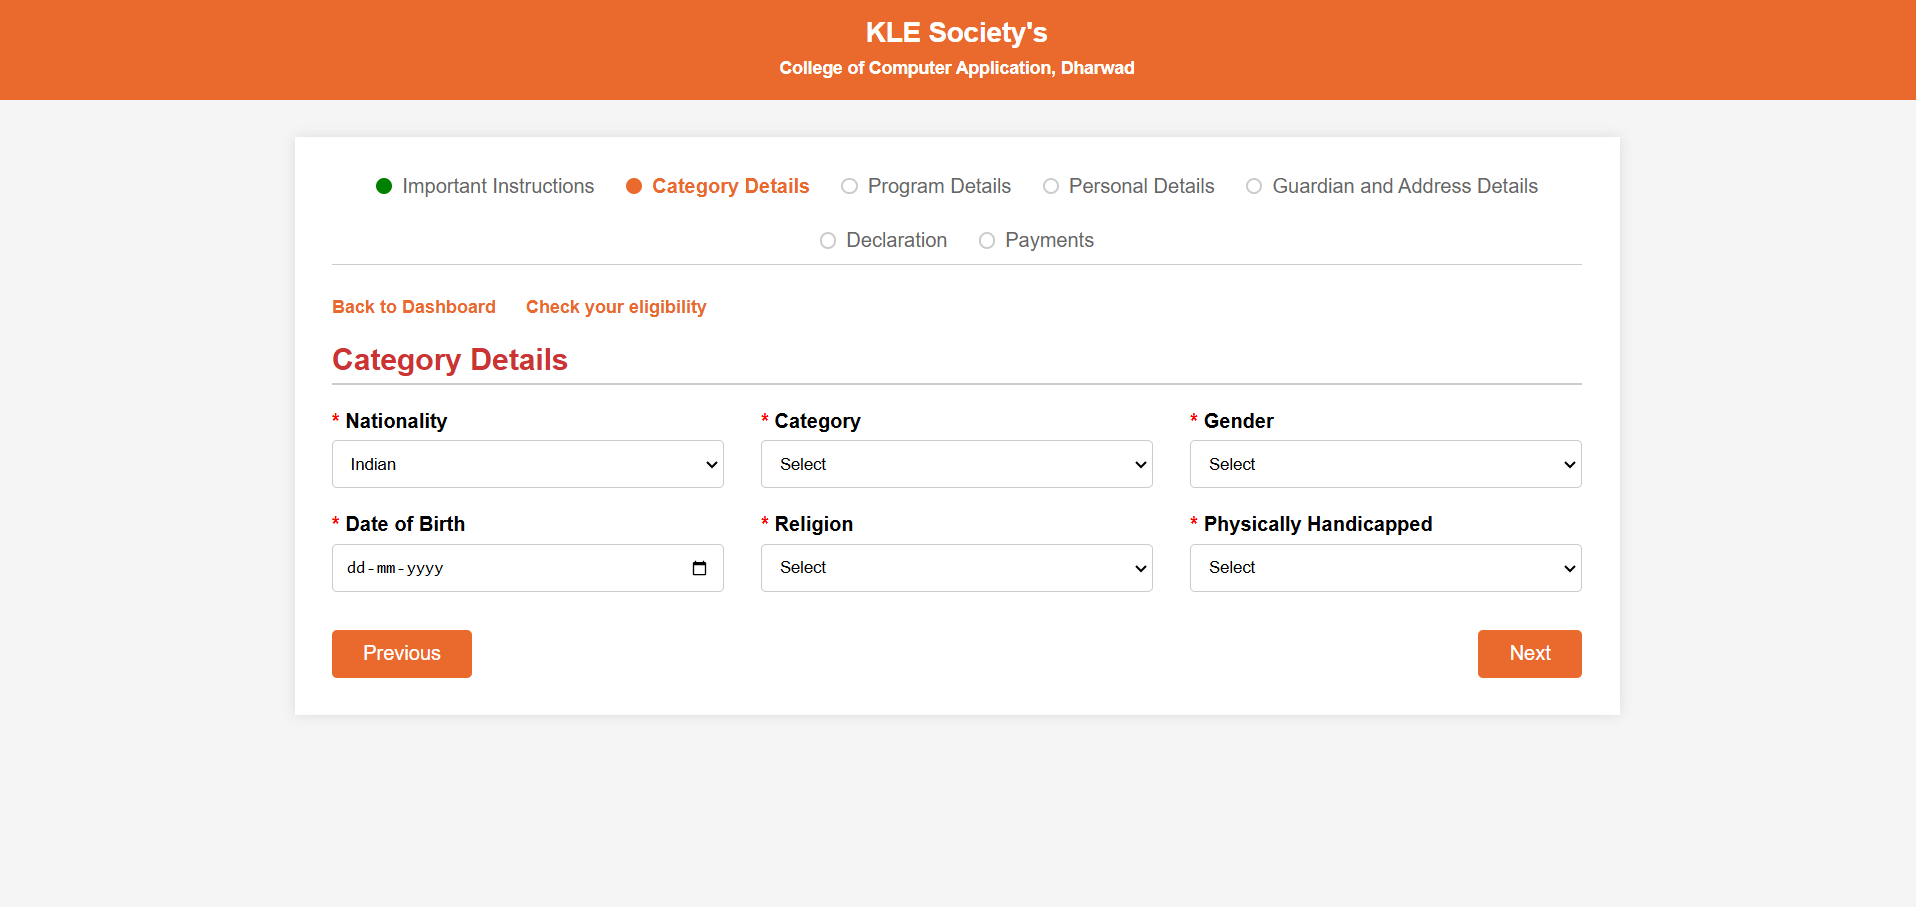 KLE Society's
College of Computer Application, Dharwad
Important Instructions Category Details Program Details Personal Details Guardian and Address Details
Declaration Payments
Back to Dashboard Check your eligibility
Category Details
* Nationality * Category * Gender
Indian Select Select
* Date of Birth * Religion * Physically Handicapped
dd-mm-yyyy Select Select
Previous Next